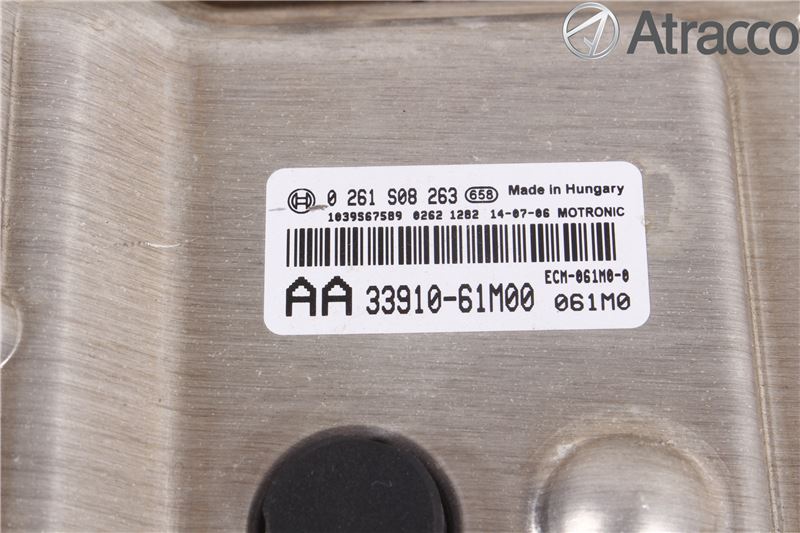 Atracco
0 261 S08 263 658 Made in Hungary
1039S67589 0262 1282 14-07-06 MOTRONIC
ECM-061M0-0
AA 33910-61M00 061M0